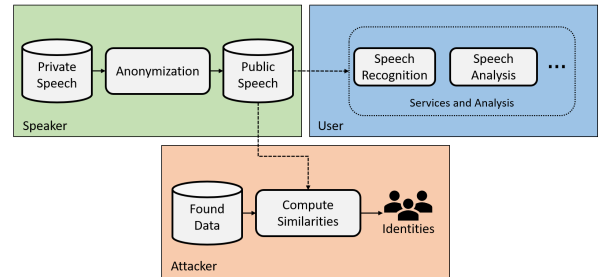 Private
Speech
Anonymization
Public
Speech
Speaker
Speech
Recognition
Speech
Analysis
...
Services and Analysis
User
Found
Data
Compute
Similarities
Identities
Attacker